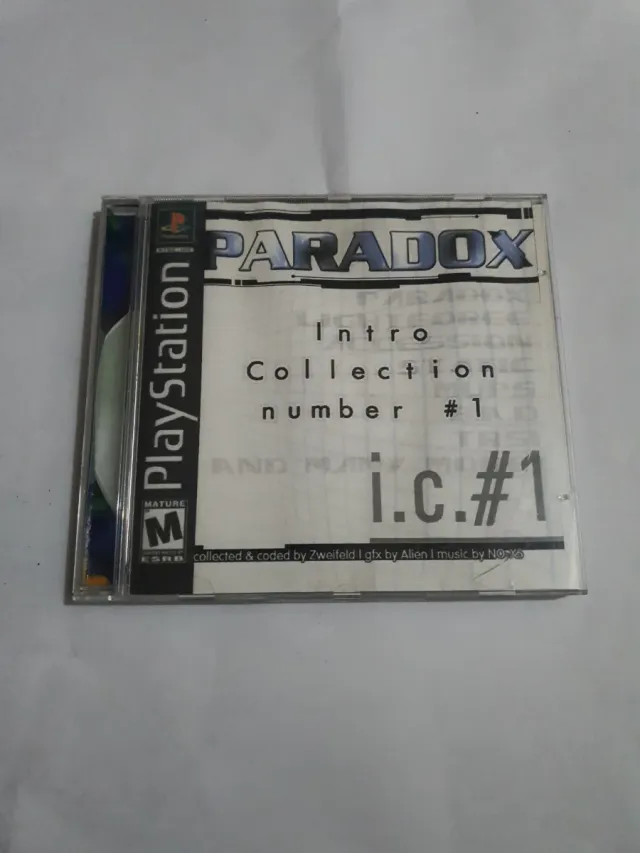 PlayStation
MATURE
M
ESRB
PARADOX
Intro
Collection
number #1
i.c.#1
collected & coded by Zweifeld | gfx by Alien | music by